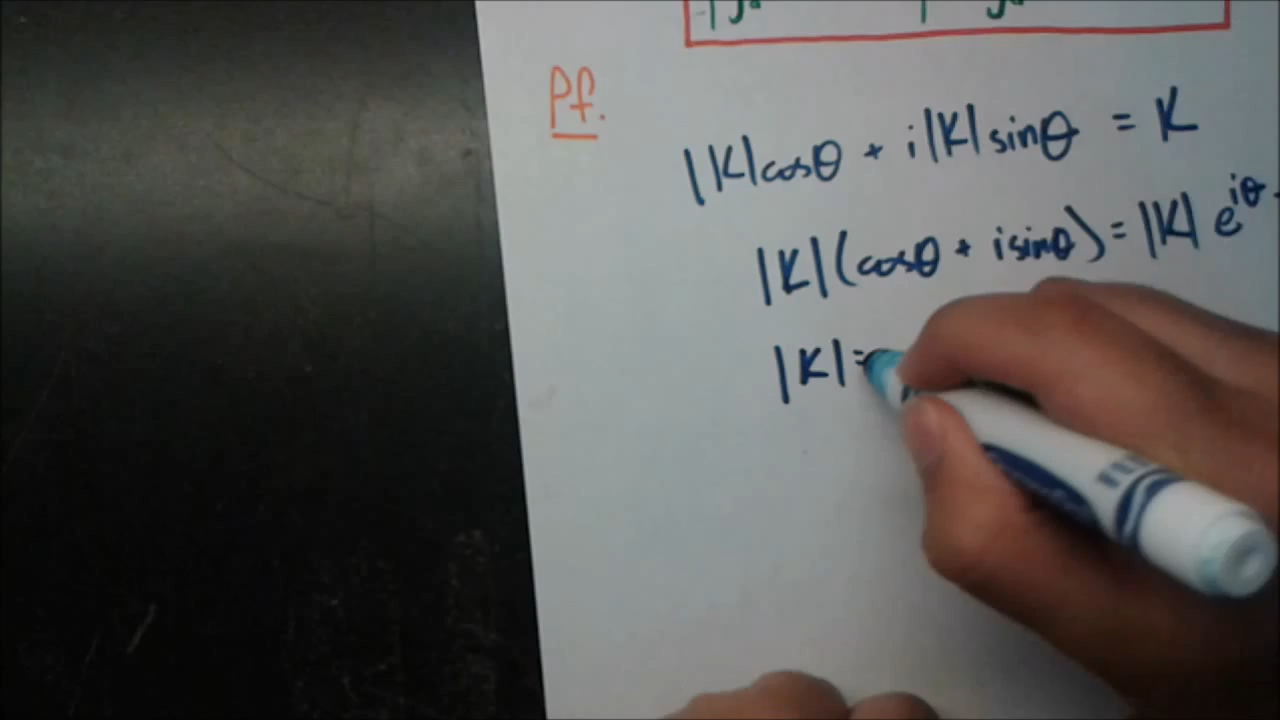 Pf.
|K|cosθ + i|K|sinθ = K
|K|(cosθ + isinθ) = |K| e^{iθ}
|K| =